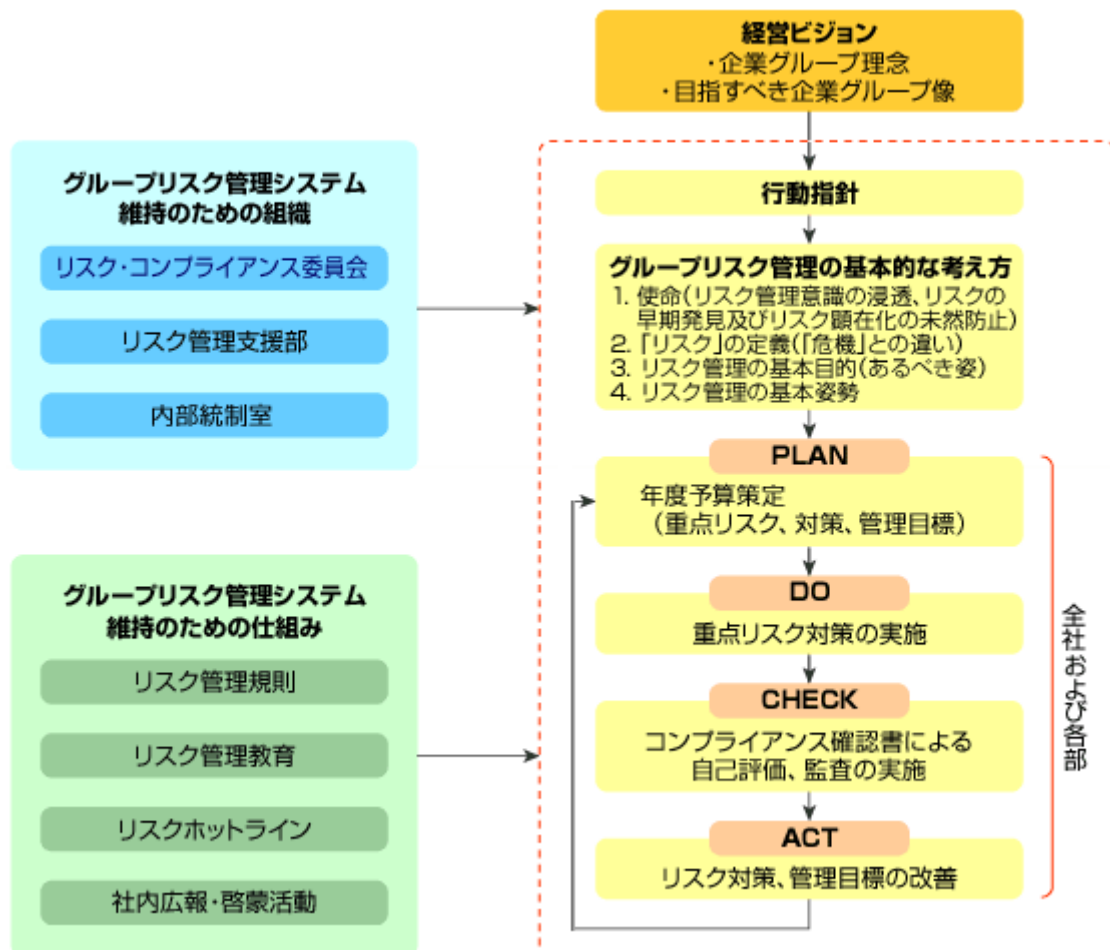 経営ビジョン
・企業グループ理念
・目指すべき企業グループ像
グループリスク管理システム
維持のための組織
リスク・コンプライアンス委員会
リスク管理支援部
内部統制室
グループリスク管理システム
維持のための仕組み
リスク管理規則
リスク管理教育
リスクホットライン
社内広報・啓蒙活動
行動指針
グループリスク管理の基本的な考え方
1. 使命(リスク管理意識の浸透、リスクの
早期発見及びリスク顕在化の未然防止)
2. 「リスク」の定義(「危機」との違い)
3. リスク管理の基本目的(あるべき姿)
4. リスク管理の基本姿勢
PLAN
年度予算策定
(重点リスク、対策、管理目標)
DO
重点リスク対策の実施
CHECK
コンプライアンス確認書による
自己評価、監査の実施
ACT
リスク対策、管理目標の改善
全社および各部